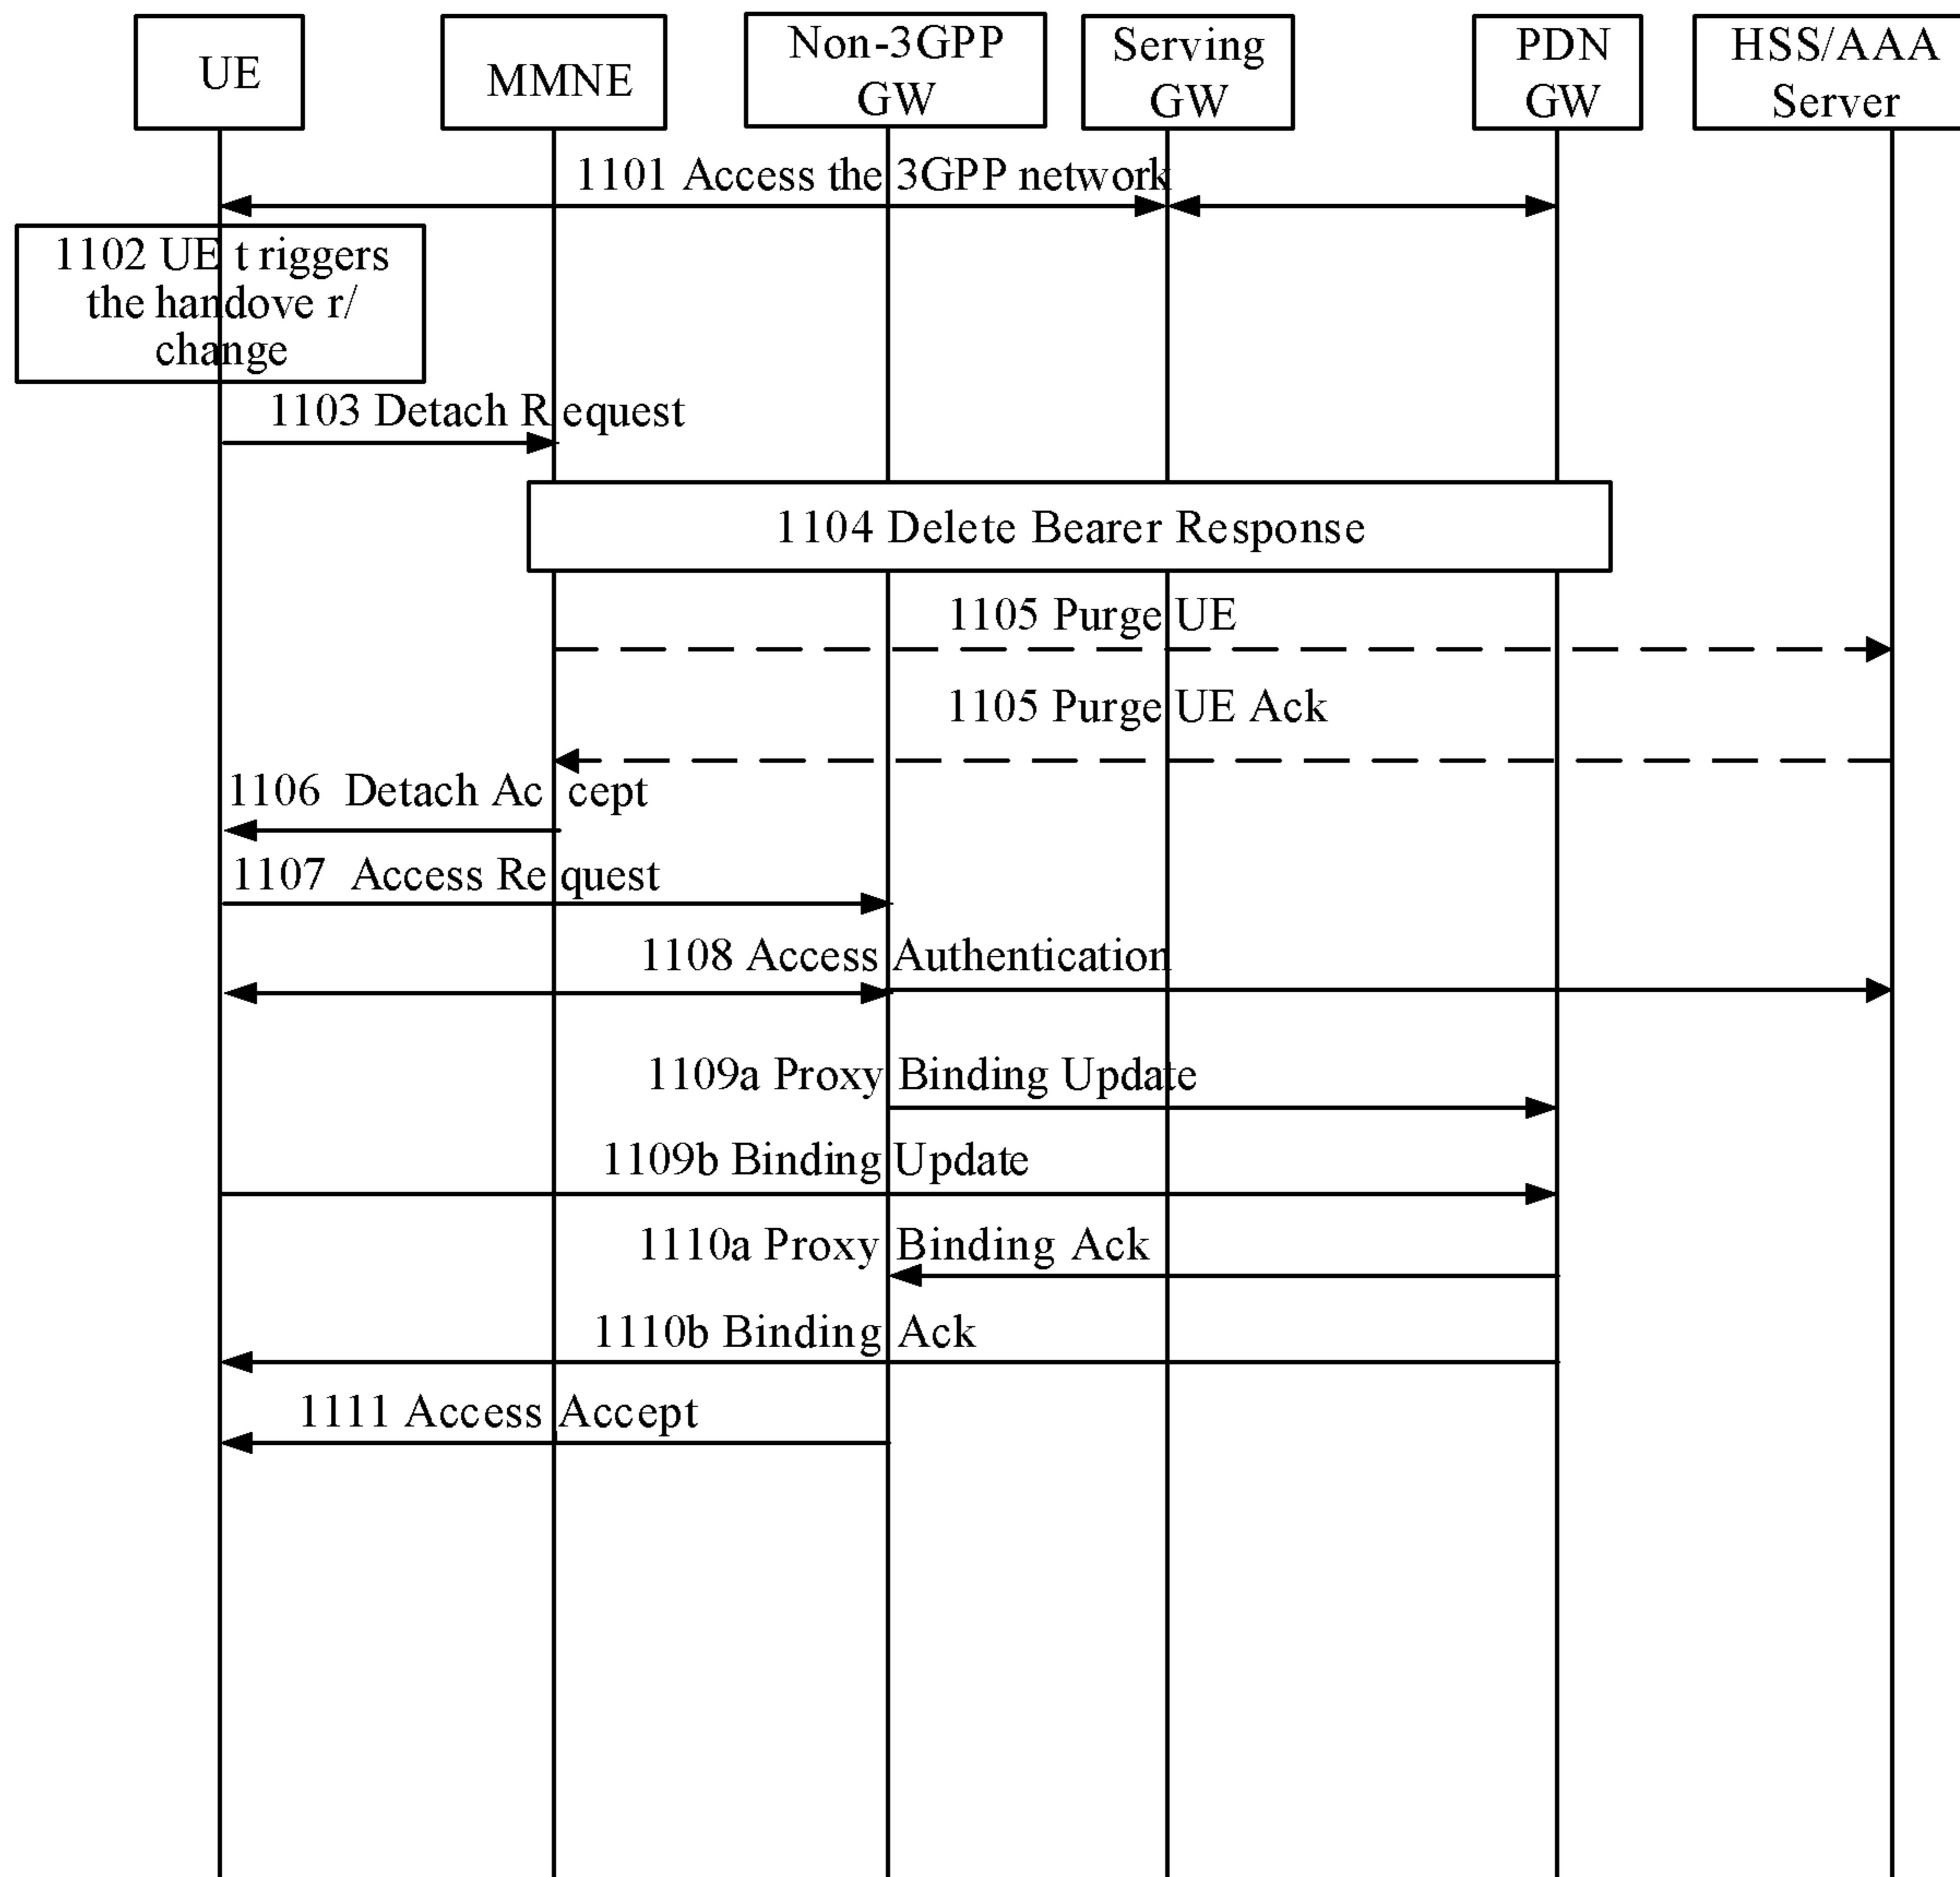 UE
MMNE
Non-3GPP
GW
Serving
GW
PDN
GW
HSS/AAA
Server
1101 Access the 3GPP network
1102 UE t riggers
the handove r/
change
1103 Detach R equest
1104 Delete Bearer Response
1105 Purge UE
1105 Purge UE Ack
1106 Detach Ac cept
1107 Access Re quest
1108 Access Authentication
1109a Proxy Binding Update
1109b Binding Update
1110a Proxy Binding Ack
1110b Binding Ack
1111 Access Accept